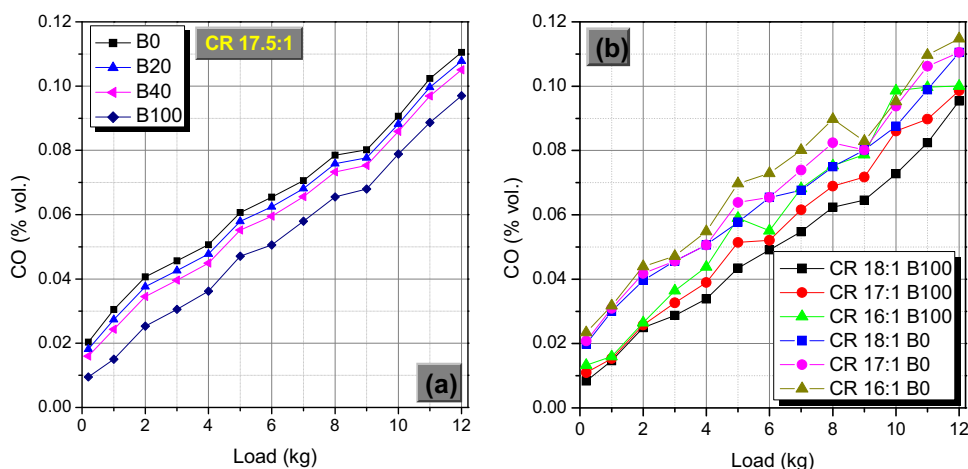 0.12
0.10
0.08
0.06
0.04
0.02
0.00
CO (% vol.)
B0
B20
B40
B100
CR 17.5:1
(a)
0 2 4 6 8 10 12
Load (kg)
0.12
0.10
0.08
0.06
0.04
0.02
0.00
CO (% vol.)
(b)
CR 18:1 B100
CR 17:1 B100
CR 16:1 B100
CR 18:1 B0
CR 17:1 B0
CR 16:1 B0
0 2 4 6 8 10 12
Load (kg)